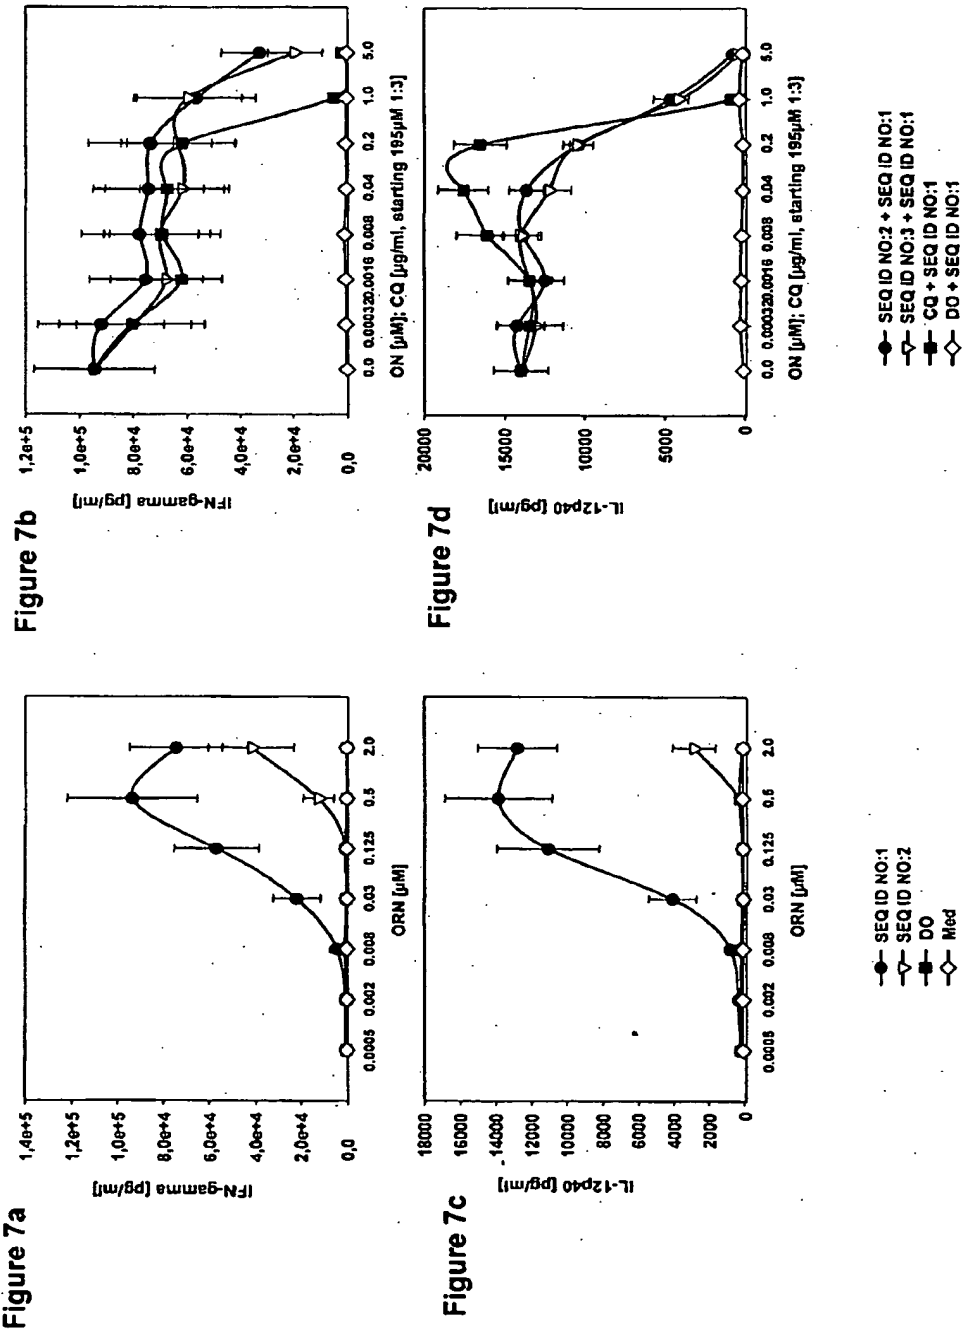 Figure 7a
IFN-gamma [pg/ml]
1,4e+5
1,2e+5
1,0e+5
8,0e+4
6,0e+4
4,0e+4
2,0e+4
0,0
0.0005 0.002 0.008 0.03 0.125 0.5 2.0
ORN [µM]
Figure 7b
IFN-gamma [pg/ml]
1,2e+5
1,0e+5
8,0e+4
6,0e+4
4,0e+4
2,0e+4
0,0
0.0 0.00032 0.0016 0.008 0.04 0.2 1.0 5.0
ON [µM]; CQ [µg/ml, starting 195µM 1:3]
Figure 7c
IL-12p40 [pg/ml]
18000
16000
14000
12000
10000
8000
6000
4000
2000
0
0.0005 0.002 0.008 0.03 0.125 0.5 2.0
ORN [µM]
SEQ ID NO:1
SEQ ID NO:2
DO
Med
Figure 7d
IL-12p40 [pg/ml]
20000
15000
10000
5000
0
0.0 0.00032 0.0016 0.008 0.04 0.2 1.0 5.0
ON [µM]; CQ [µg/ml, starting 195µM 1:3]
SEQ ID NO:2 + SEQ ID NO:1
SEQ ID NO:3 + SEQ ID NO:1
CQ + SEQ ID NO:1
DO + SEQ ID NO:1